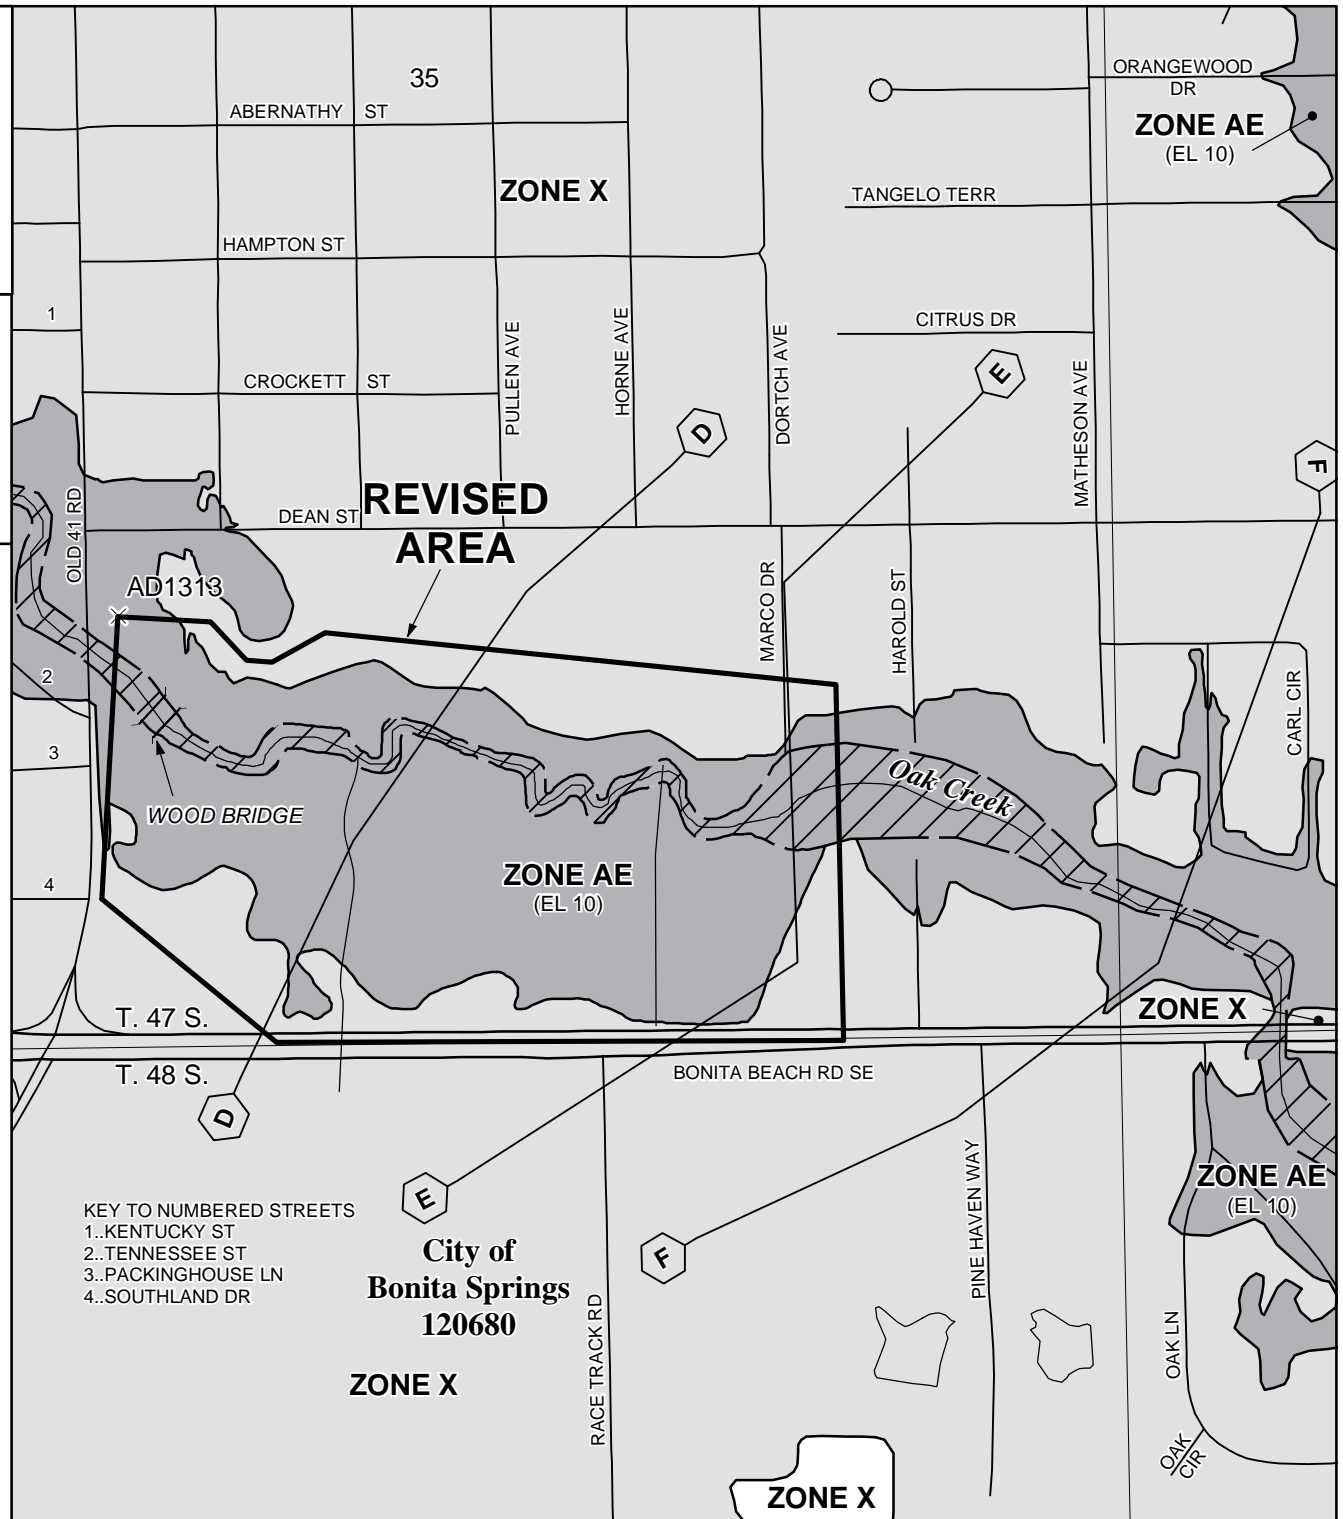 35
ORANGEWOOD
DR
ABERNATHY ST
ZONE AE
(EL 10)
ZONE X
TANGELO TERR
HAMPTON ST
1
CITRUS DR
PULLEN AVE
HORNE AVE
DORTCH AVE
E
MATHESON AVE
CROCKETT ST
D
F
REVISED
AREA
DEAN ST
OLD 41 RD
AD1313
MARCO DR
HAROLD ST
2
CARL CIR
3
Oak Creek
WOOD BRIDGE
ZONE AE
(EL 10)
4
T. 47 S.
ZONE X
T. 48 S.
BONITA BEACH RD SE
D
E
PINE HAVEN WAY
ZONE AE
(EL 10)
KEY TO NUMBERED STREETS
1..KENTUCKY ST
2..TENNESSEE ST
3..PACKINGHOUSE LN
4..SOUTHLAND DR
City of
Bonita Springs
120680
F
RACE TRACK RD
OAK LN
ZONE X
OAK
CIR
ZONE X